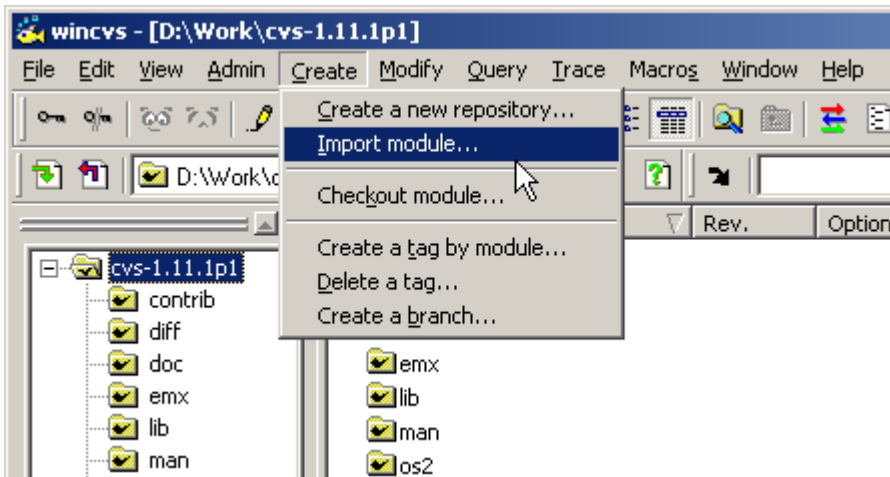 wincvs - [D:\Work\cvs-1.11.1p1]
File Edit View Admin Create Modify Query Trace Macros Window Help
Create a new repository...
Import module...
D:\Work\
Checkout module...
Rev. Option
Create a tag by module...
Delete a tag...
Create a branch...
cvs-1.11.1p1
contrib
diff
doc
emx
lib
man
emx
lib
man
os2